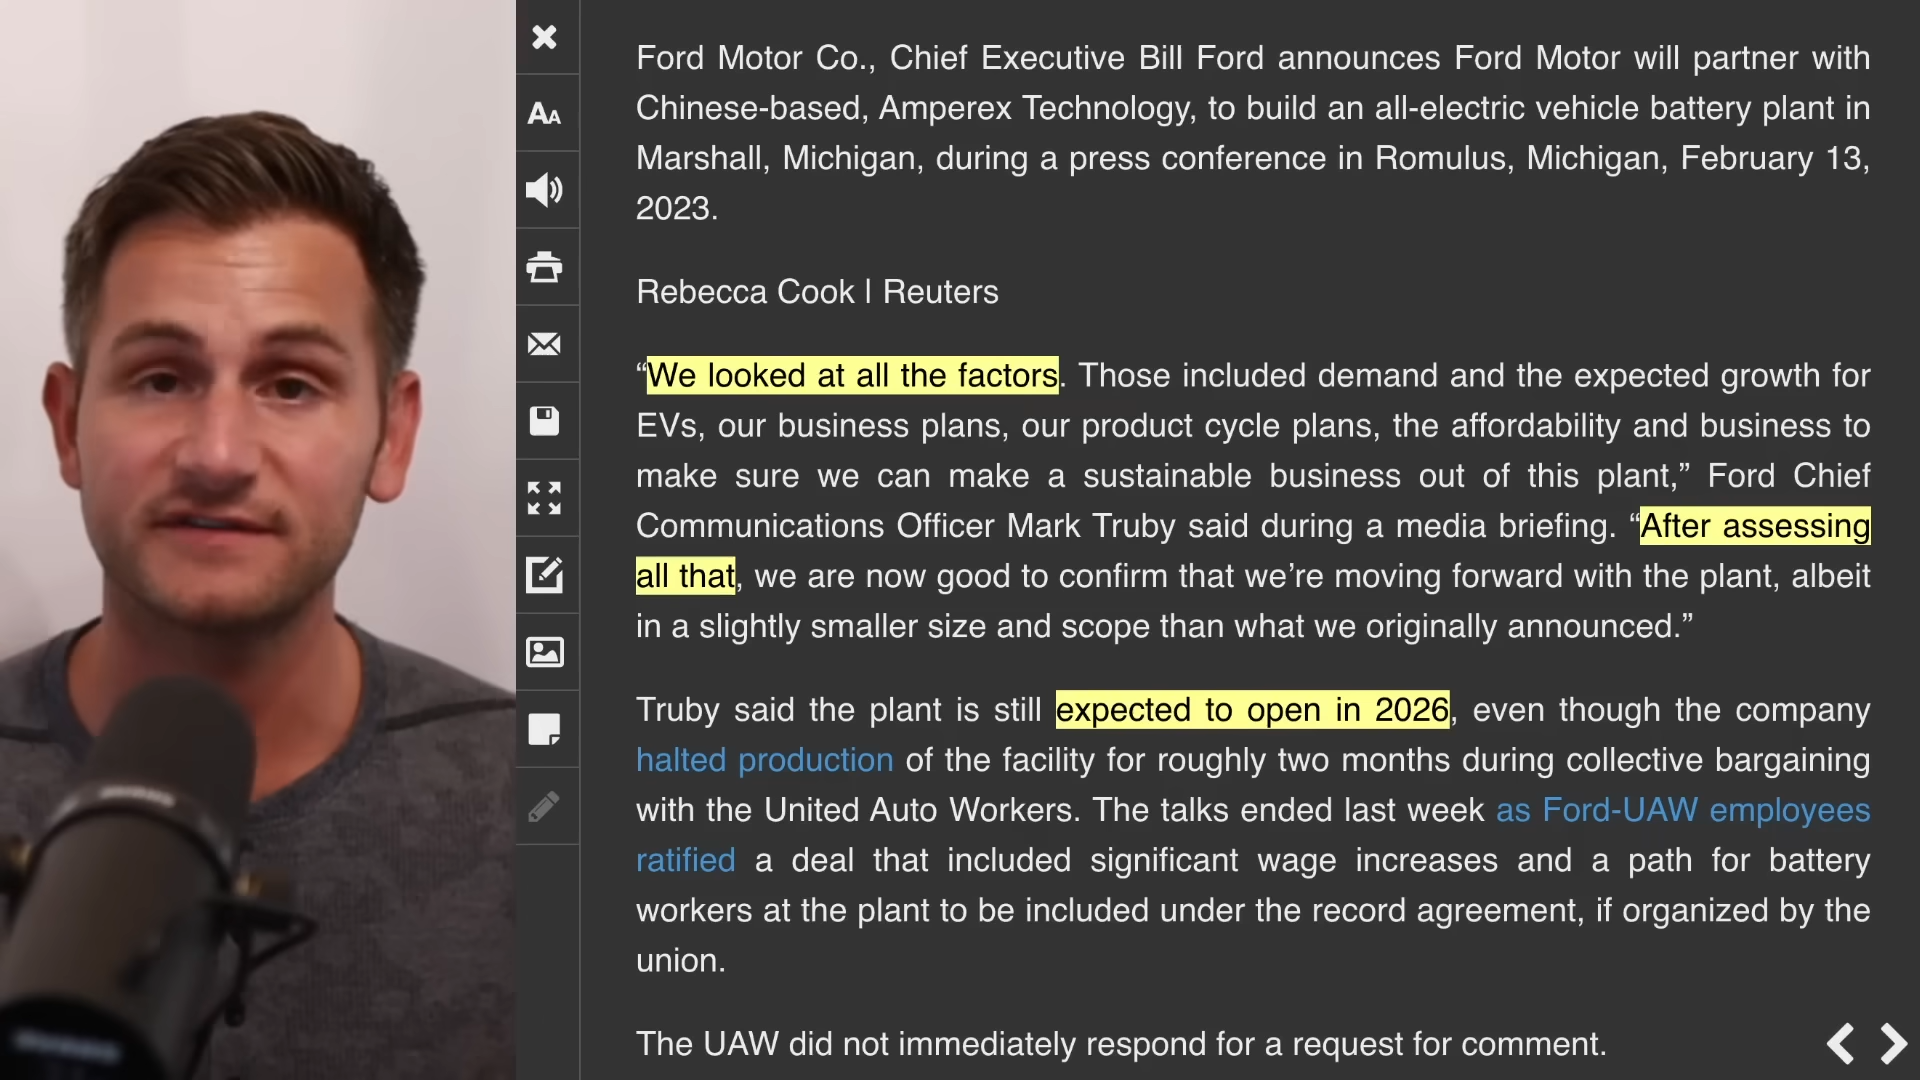 Ford Motor Co., Chief Executive Bill Ford announces Ford Motor will partner with
Chinese-based, Amperex Technology, to build an all-electric vehicle battery plant in
Marshall, Michigan, during a press conference in Romulus, Michigan, February 13,
2023.
Rebecca Cook | Reuters
“We looked at all the factors. Those included demand and the expected growth for
EVs, our business plans, our product cycle plans, the affordability and business to
make sure we can make a sustainable business out of this plant,” Ford Chief
Communications Officer Mark Truby said during a media briefing. “After assessing
all that, we are now good to confirm that we’re moving forward with the plant, albeit
in a slightly smaller size and scope than what we originally announced.”
Truby said the plant is still expected to open in 2026, even though the company
halted production of the facility for roughly two months during collective bargaining
with the United Auto Workers. The talks ended last week as Ford-UAW employees
ratified a deal that included significant wage increases and a path for battery
workers at the plant to be included under the record agreement, if organized by the
union.
The UAW did not immediately respond for a request for comment.